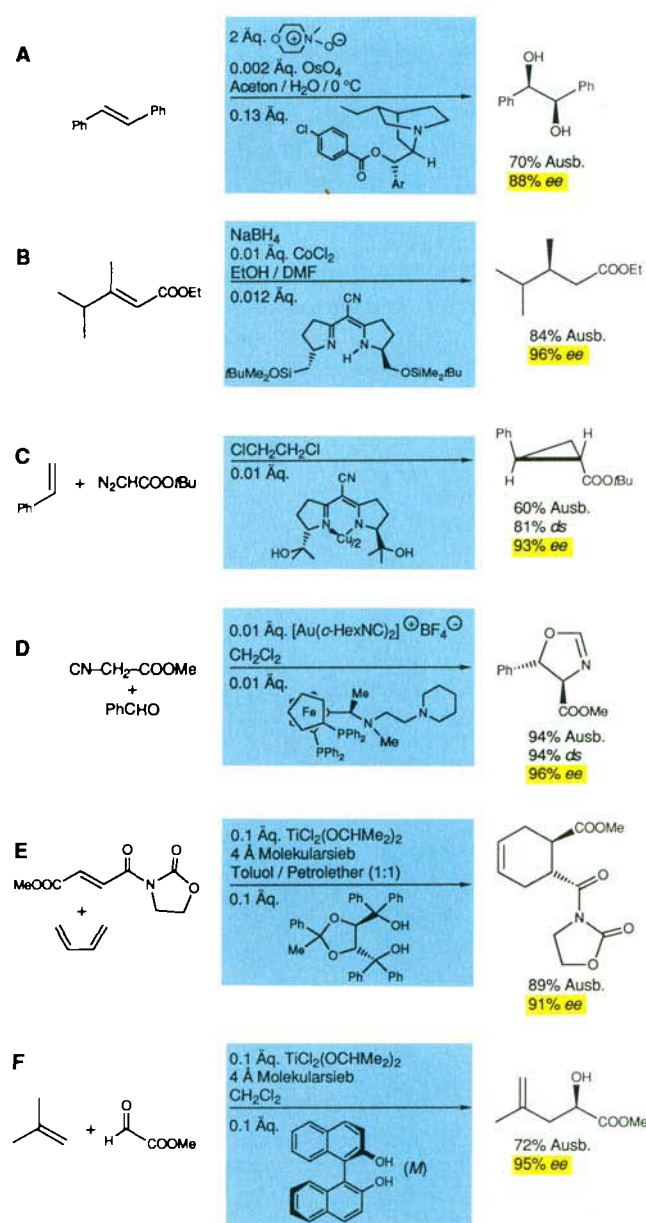 A
Ph
Ph
2 Äq.
O
N
O
0.002 Äq. OsO4
Aceton / H2O / 0 °C
0.13 Äq.
Cl
N
O
O
H
Ar
OH
Ph
Ph
OH
70% Ausb.
88% ee
B
COOEt
NaBH4
0.01 Äq. CoCl2
EtOH / DMF
0.012 Äq.
CN
N
N
H
tBuMe2OSi
OSiMe2tBu
COOEt
84% Ausb.
96% ee
C
Ph
+ N2CHCOOtBu
ClCH2CH2Cl
0.01 Äq.
CN
N
N
Cu/2
HO
OH
Ph
H
H
COOtBu
60% Ausb.
81% ds
93% ee
D
CN–CH2–COOMe
+
PhCHO
0.01 Äq. [Au(c-HexNC)2]⊕BF4⊖
CH2Cl2
0.01 Äq.
Me
Fe
N
N
PPh2
Me
PPh2
O
Ph
N
COOMe
94% Ausb.
94% ds
96% ee
E
O
O
MeOOC
N
O
+
0.1 Äq. TiCl2(OCHMe2)2
4 Å Molekularsieb
Toluol / Petrolether (1:1)
0.1 Äq.
Ph
Ph
Ph
O
OH
Me
O
OH
Ph
Ph
COOMe
O
N
O
O
89% Ausb.
91% ee
F
+
O
H
COOMe
0.1 Äq. TiCl2(OCHMe2)2
4 Å Molekularsieb
CH2Cl2
0.1 Äq.
OH
OH
(M)
OH
COOMe
72% Ausb.
95% ee